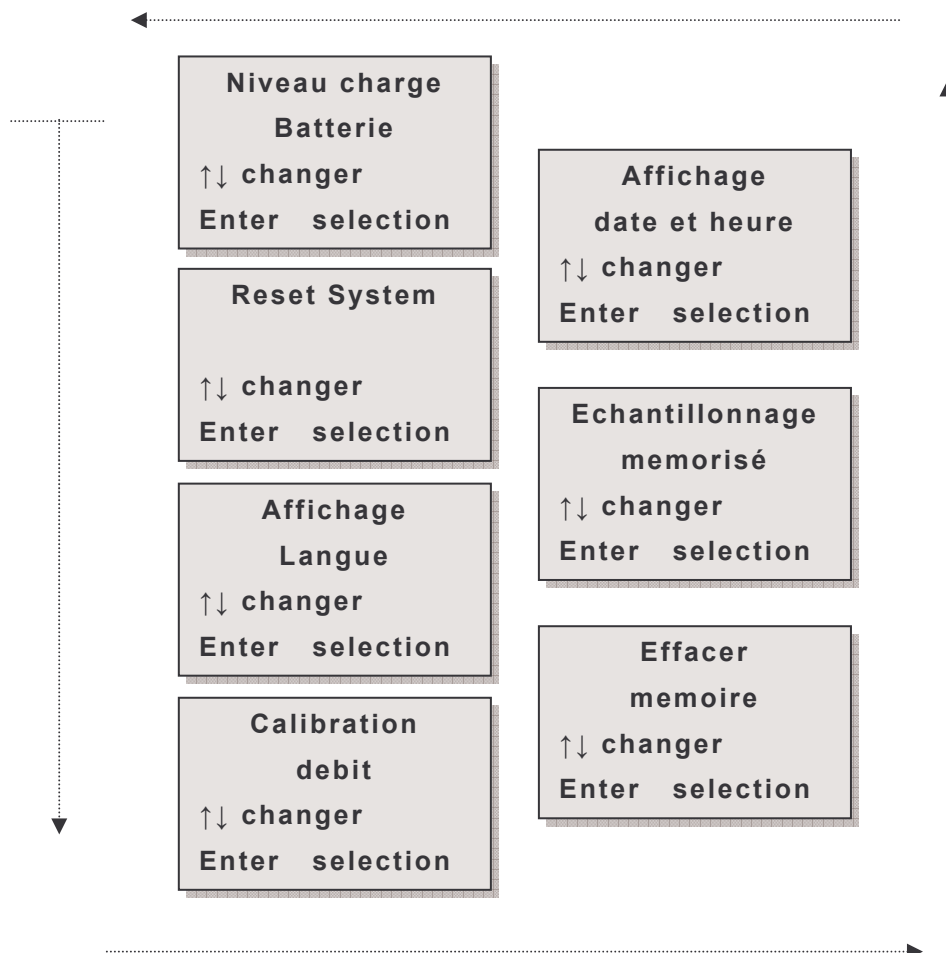 Niveau charge
Batterie
↑↓ changer
Enter selection
Reset System
↑↓ changer
Enter selection
Affichage
Langue
↑↓ changer
Enter selection
Calibration
debit
↑↓ changer
Enter selection
Affichage
date et heure
↑↓ changer
Enter selection
Echantillonnage
memorisé
↑↓ changer
Enter selection
Effacer
memoire
↑↓ changer
Enter selection